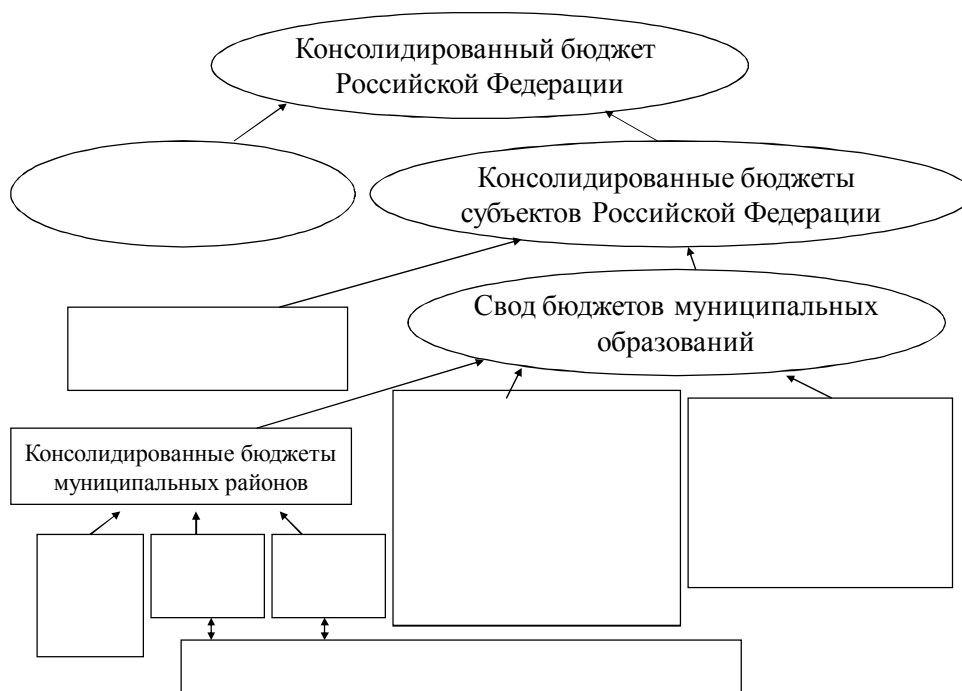 Консолидированный бюджет
Российской Федерации
Консолидированные бюджеты
субъектов Российской Федерации
Свод бюджетов муниципальных
образований
Консолидированные бюджеты
муниципальных районов